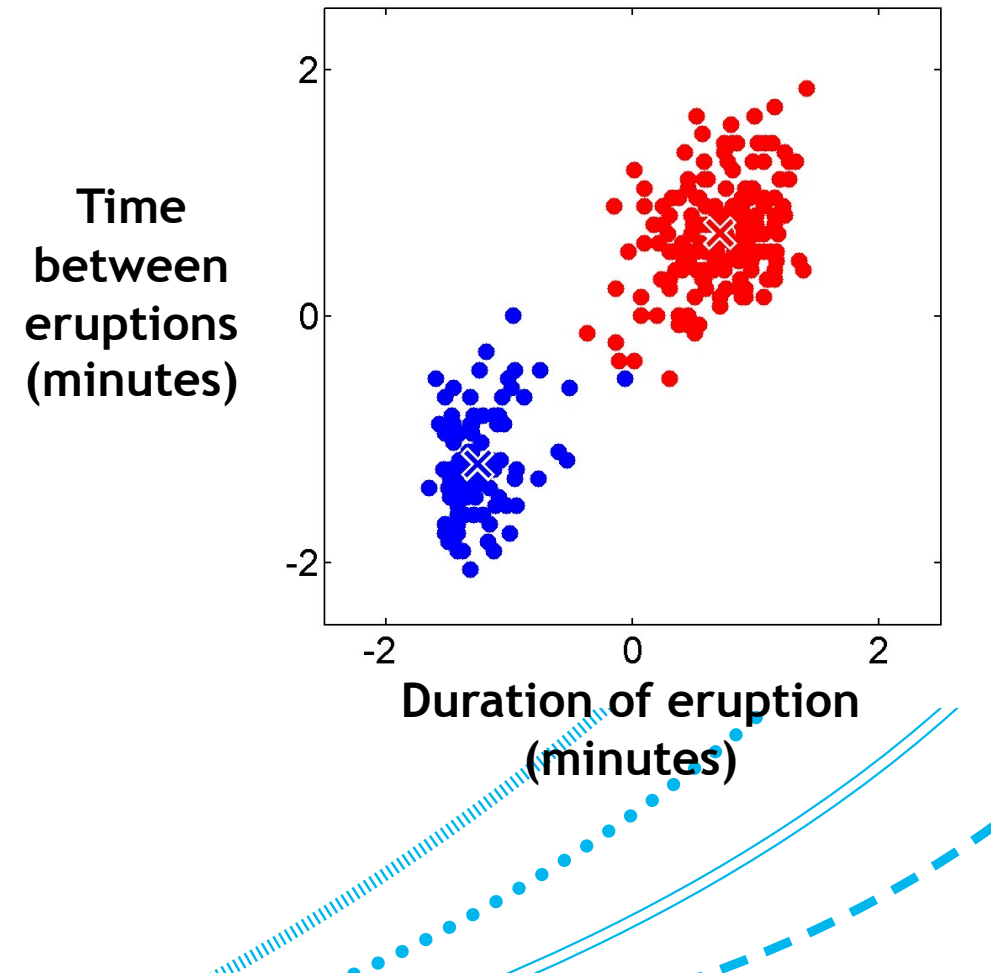 2
Time
between
eruptions
(minutes)
0
-2
-2 0 2
Duration of eruption
(minutes)